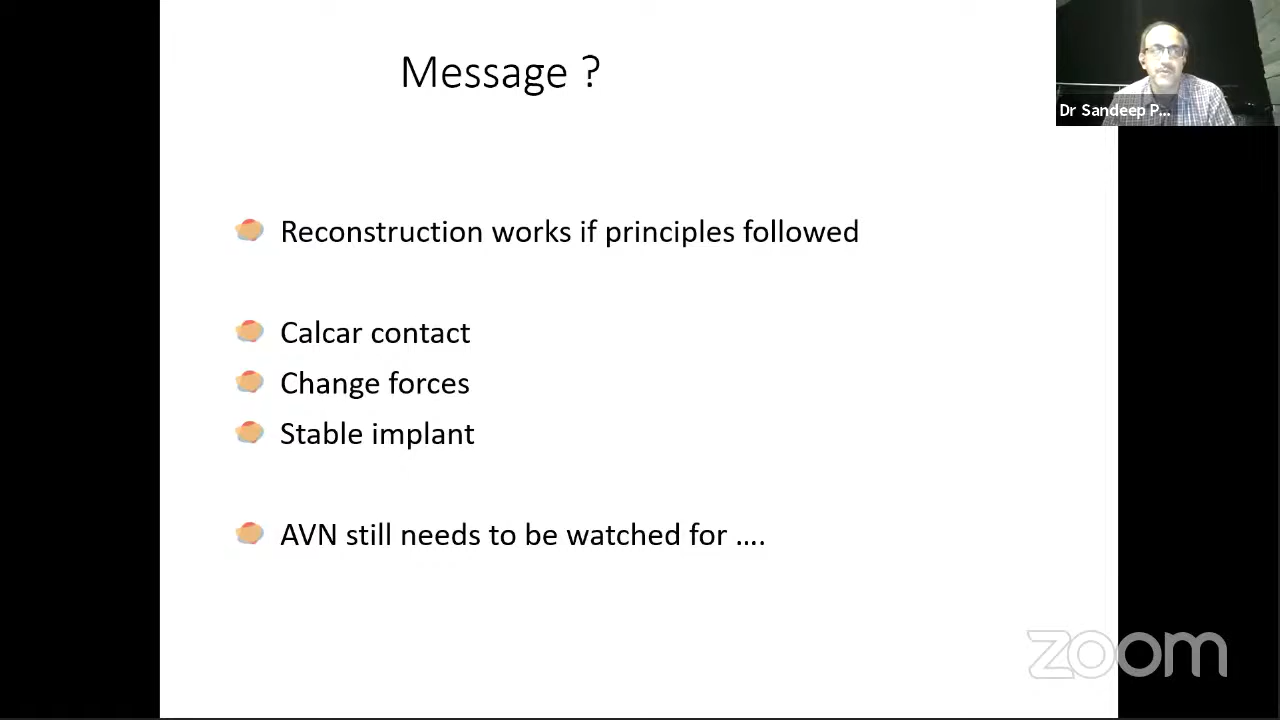 Message ?
Dr Sandeep P...
Reconstruction works if principles followed
Calcar contact
Change forces
Stable implant
AVN still needs to be watched for ....
zoom